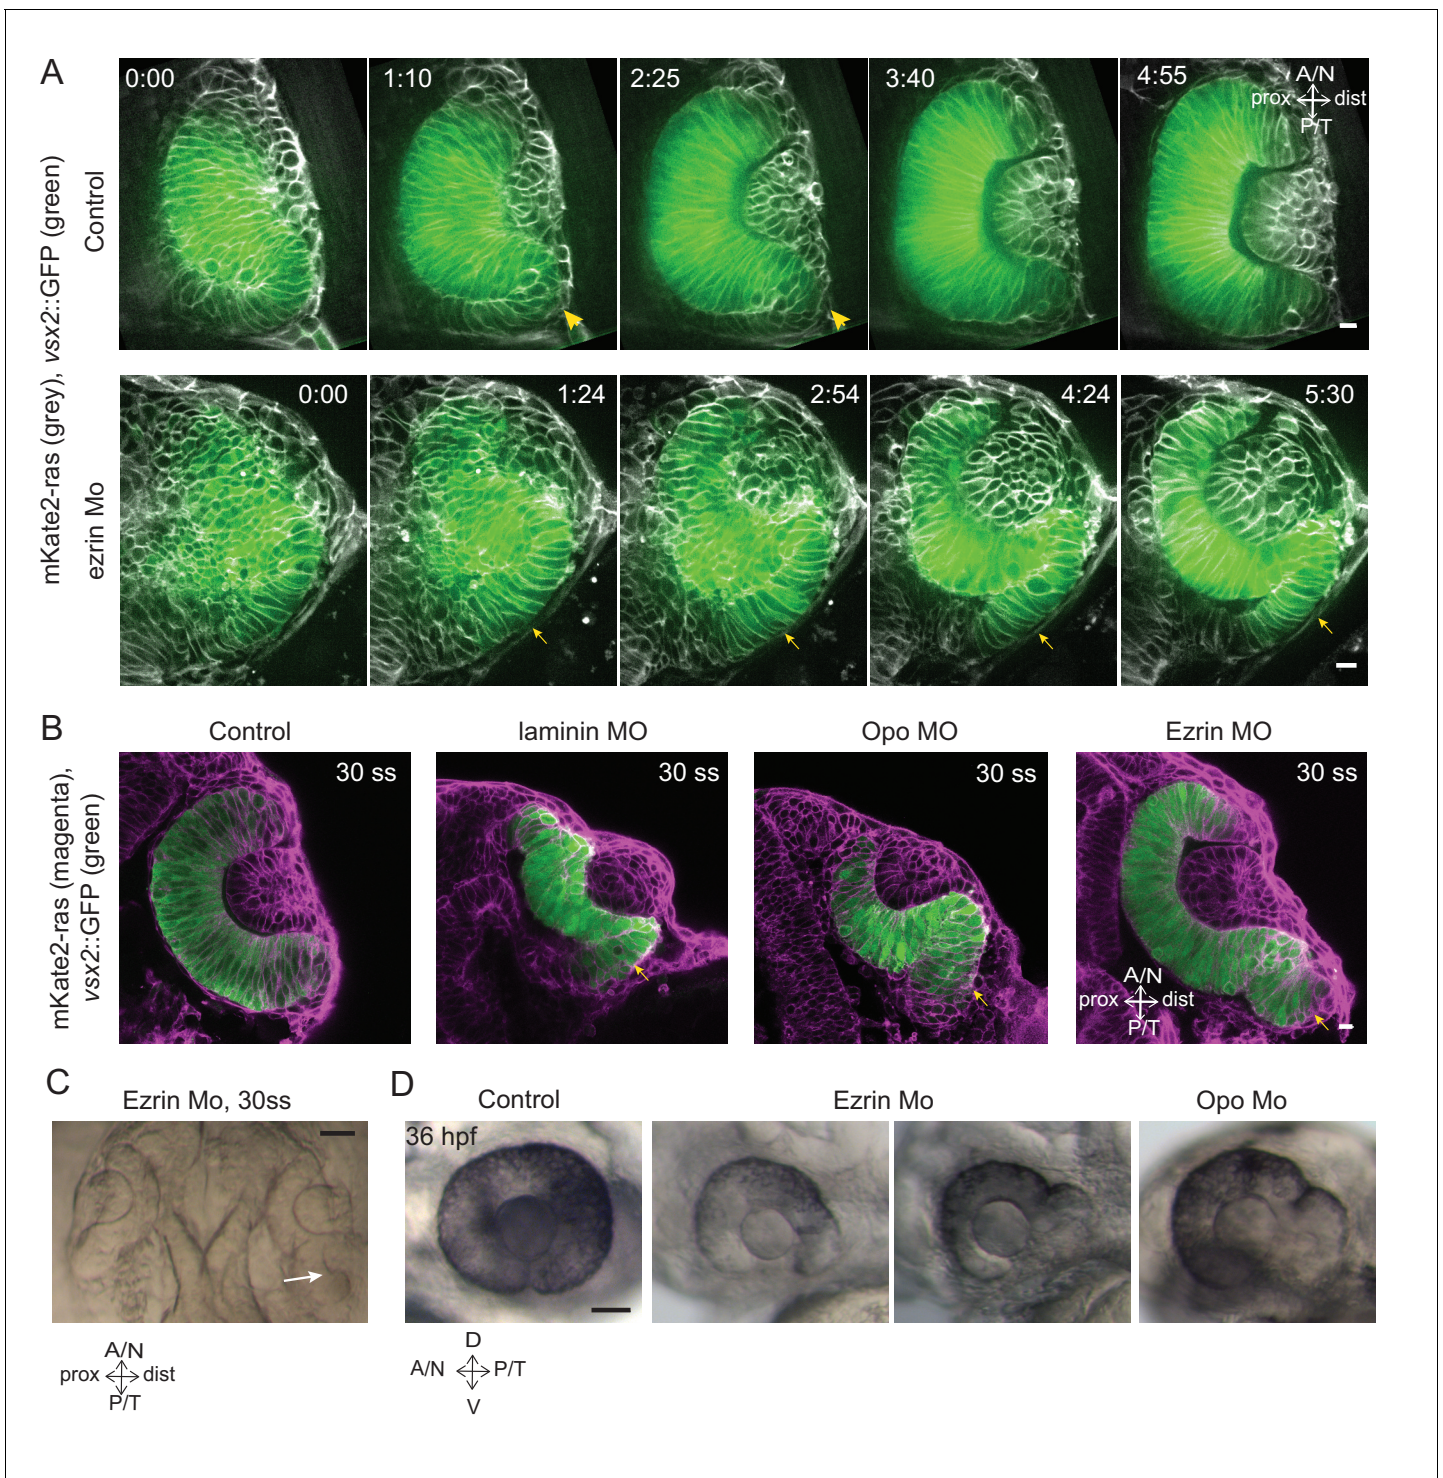 A
mKate2-ras (grey), vsx2::GFP (green)
Control
0:00
1:10
2:25
3:40
4:55
A/N
prox
dist
P/T
ezrin Mo
0:00
1:24
2:54
4:24
5:30
B
mKate2-ras (magenta),
vsx2::GFP (green)
Control
laminin MO
Opo MO
Ezrin MO
30 ss
30 ss
30 ss
30 ss
A/N
prox
dist
P/T
C
Ezrin Mo, 30ss
A/N
prox
dist
P/T
D
Control
Ezrin Mo
Opo Mo
36 hpf
D
A/N
P/T
V